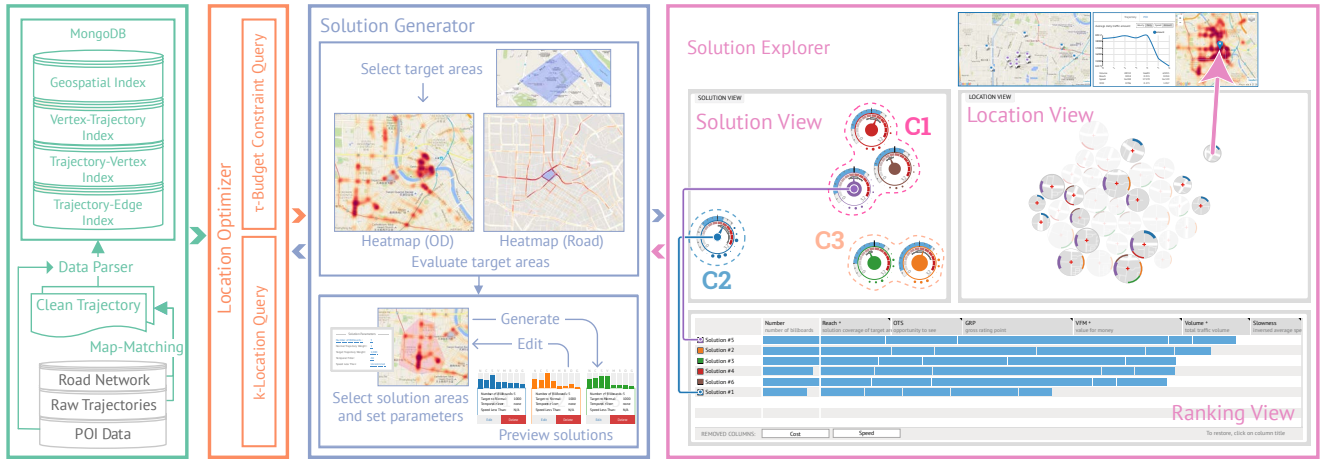 MongoDB
Geospatial Index
Vertex-Trajectory
Index
Trajectory-Vertex
Index
Trajectory-Edge
Index
Data Parser
Clean Trajectory
Map-Matching
Road Network
Raw Trajectories
POI Data
Location Optimizer
τ-Budget Constraint Query
k-Location Query
Solution Generator
Select target areas
Heatmap (OD)
Heatmap (Road)
Evaluate target areas
Generate
Edit
Select solution areas
and set parameters
Preview solutions
Solution Explorer
SOLUTION VIEW
Solution View
C1
C2
C3
LOCATION VIEW
Location View
Number
number of billboards
Reach *
solution coverage of target are
OTS
opportunity to see
GRP
gross rating point
VFM *
value for money
Volume *
total traffic volume
Slowness
inversed average spe
Solution #5
Solution #2
Solution #3
Solution #4
Solution #6
Solution #1
Ranking View
REMOVED COLUMNS:
Cost
Speed
To restore, click on column title